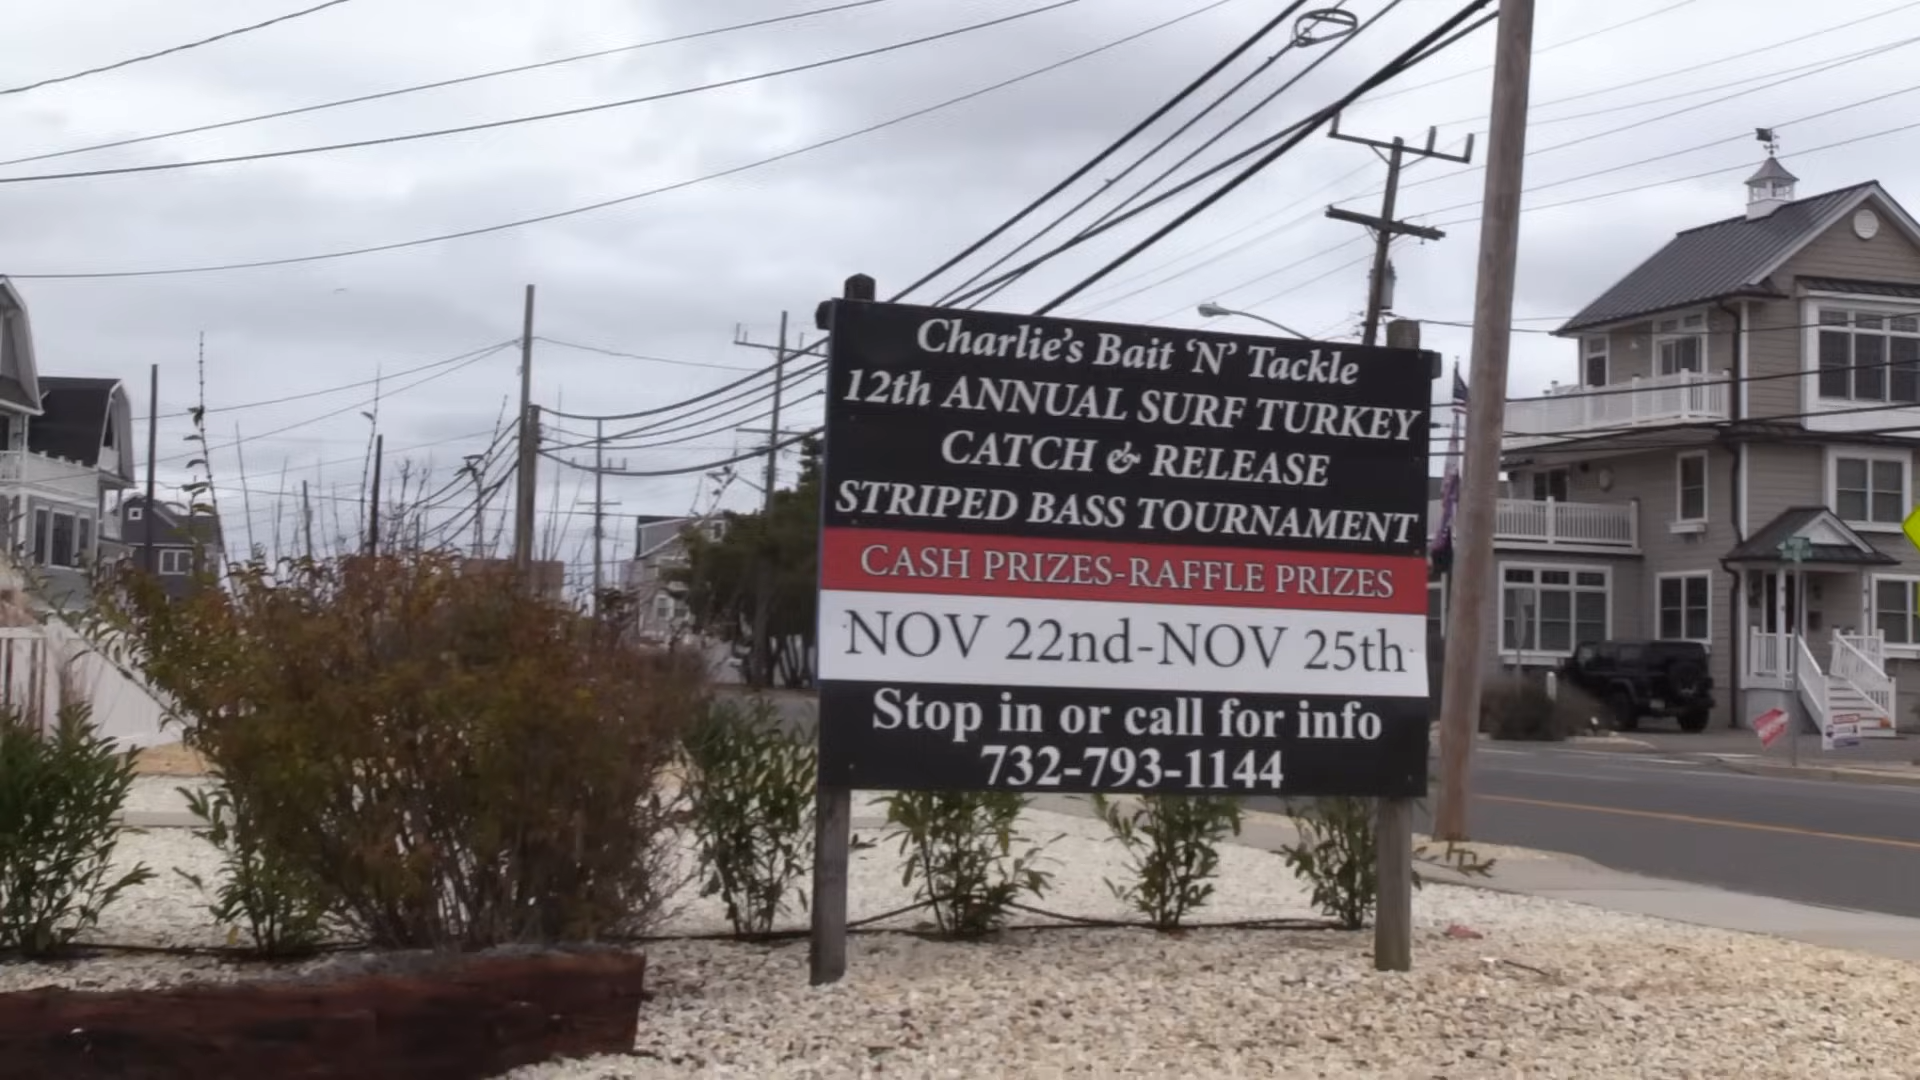 Charlie's Bait 'N' Tackle
12th ANNUAL SURF TURKEY
CATCH & RELEASE
STRIPED BASS TOURNAMENT
CASH PRIZES-RAFFLE PRIZES
NOV 22nd-NOV 25th
Stop in or call for info
732-793-1144